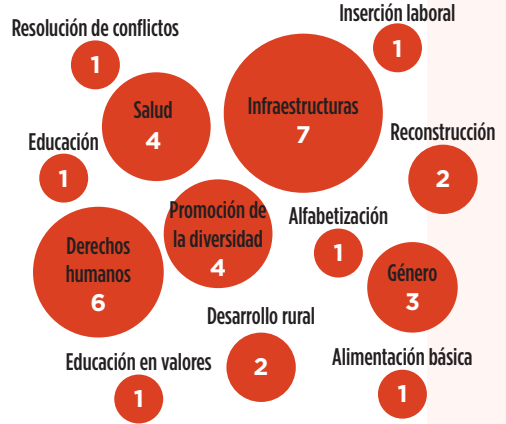 Inserción laboral
1
Resolución de conflictos
1
Salud
4
Infraestructuras
7
Reconstrucción
2
Educación
1
Promoción de
la diversidad
4
Alfabetización
1
Derechos
humanos
6
Género
3
Desarrollo rural
2
Educación en valores
1
Alimentación básica
1